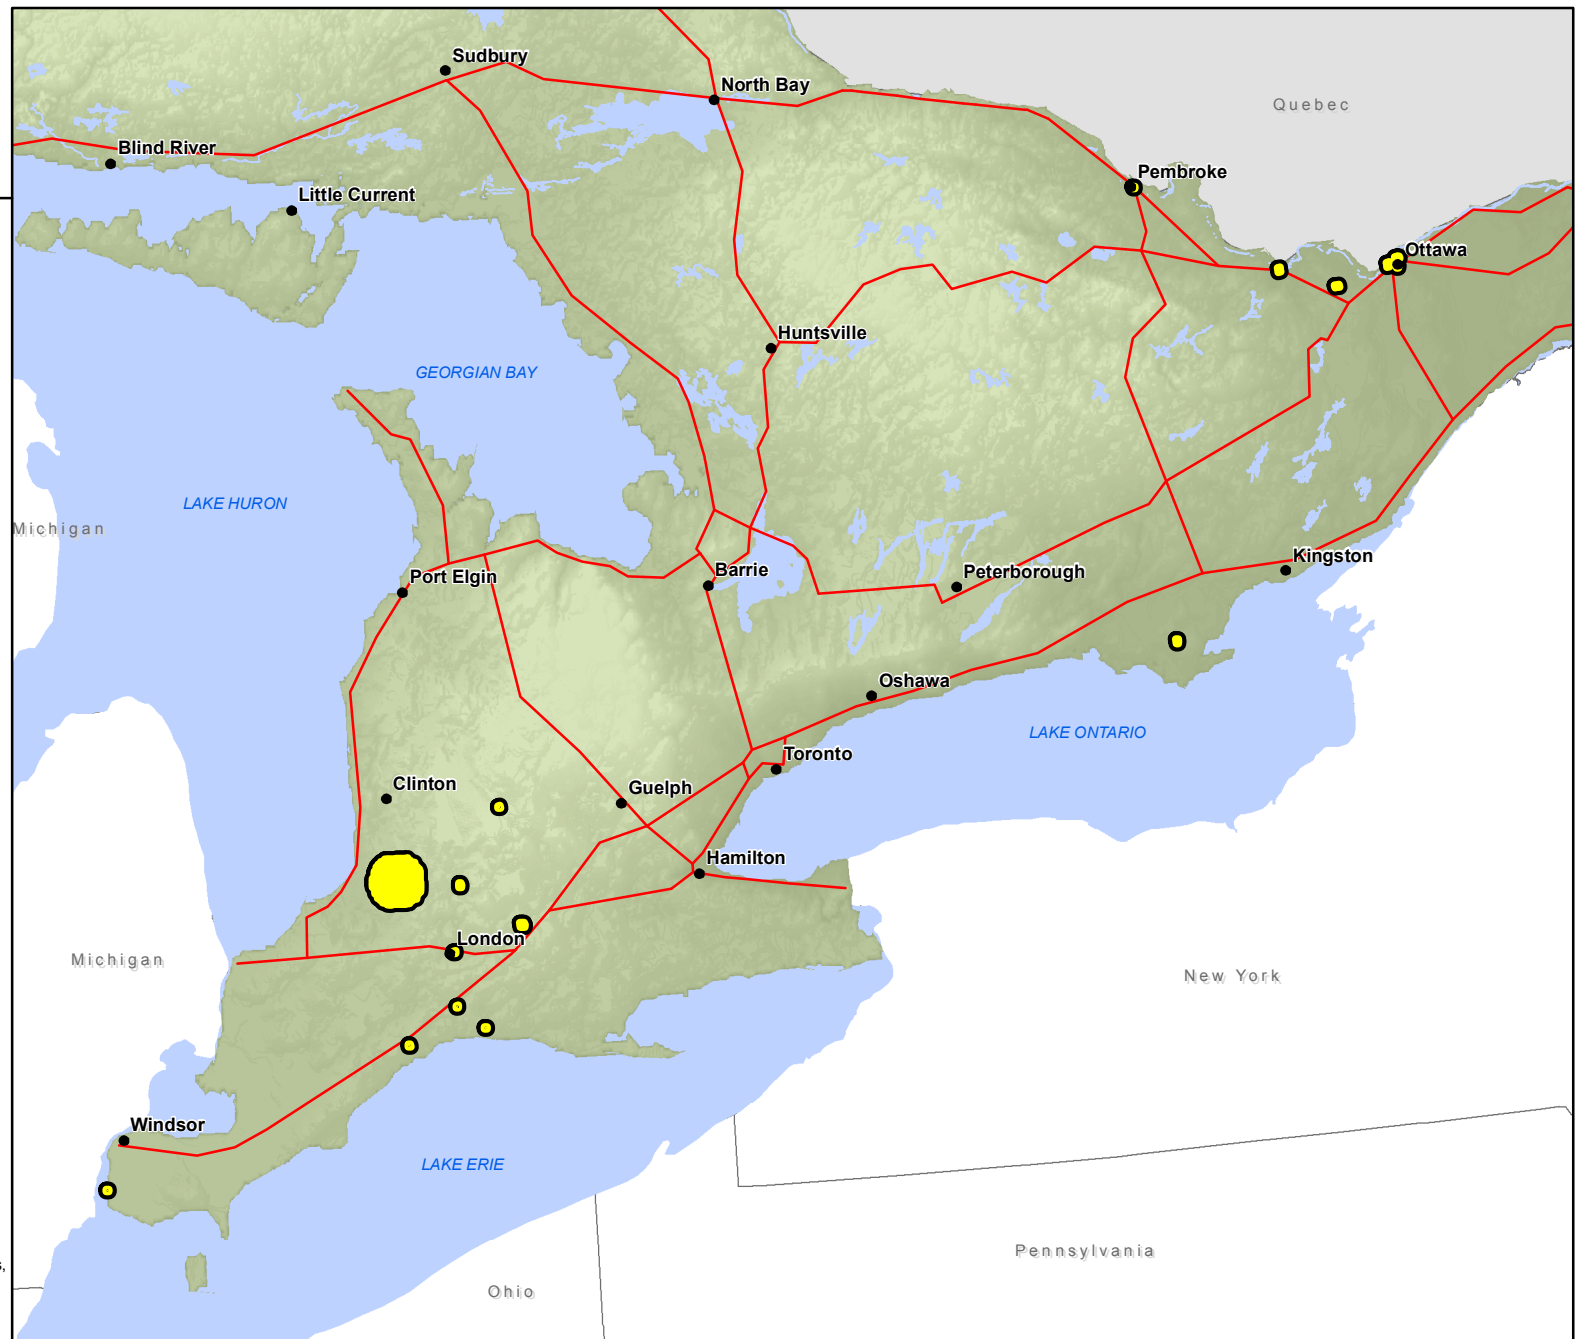 Sudbury
North Bay
Quebec
Blind River
Pembroke
Little Current
Ottawa
Huntsville
GEORGIAN BAY
LAKE HURON
Michigan
Kingston
Barrie
Peterborough
Port Elgin
Oshawa
LAKE ONTARIO
Toronto
Clinton
Guelph
Hamilton
London
Michigan
New York
Windsor
LAKE ERIE
Pennsylvania
Ohio